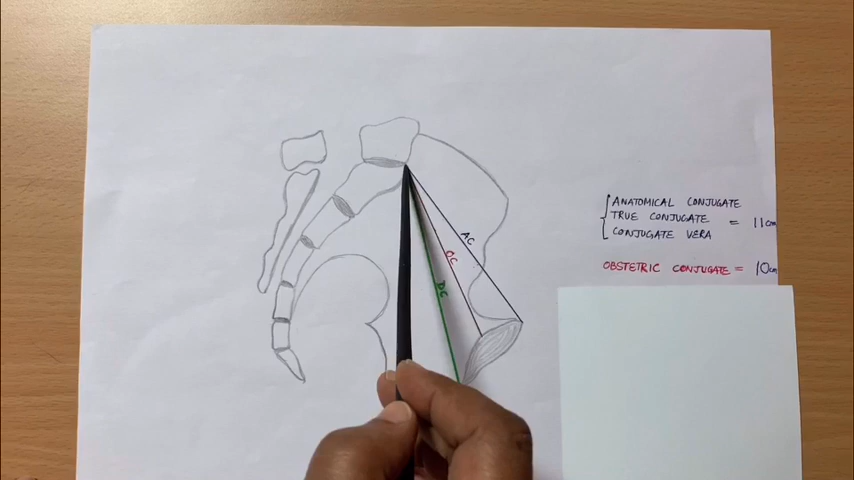 ANATOMICAL CONJUGATE
TRUE CONJUGATE = 11cm
CONJUGATE VERA
OBSTETRIC CONJUGATE = 10cm
AC
OC
DC